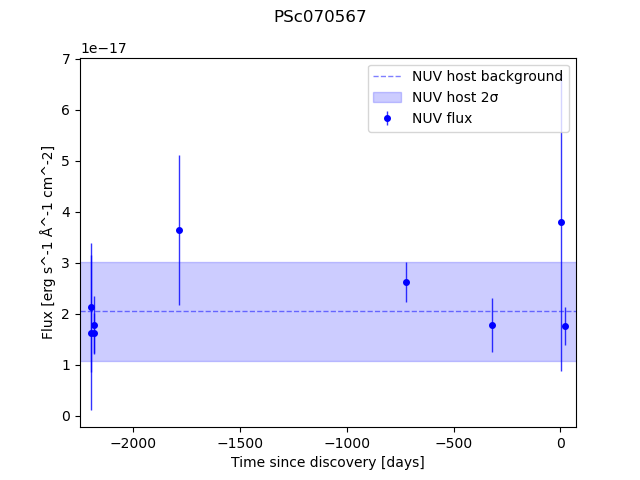 PSc070567
1e−17
NUV host background
NUV host 2σ
NUV flux
7
6
5
4
3
2
1
0
Flux [erg s^-1 Å^-1 cm^-2]
−2000 −1500 −1000 −500 0
Time since discovery [days]